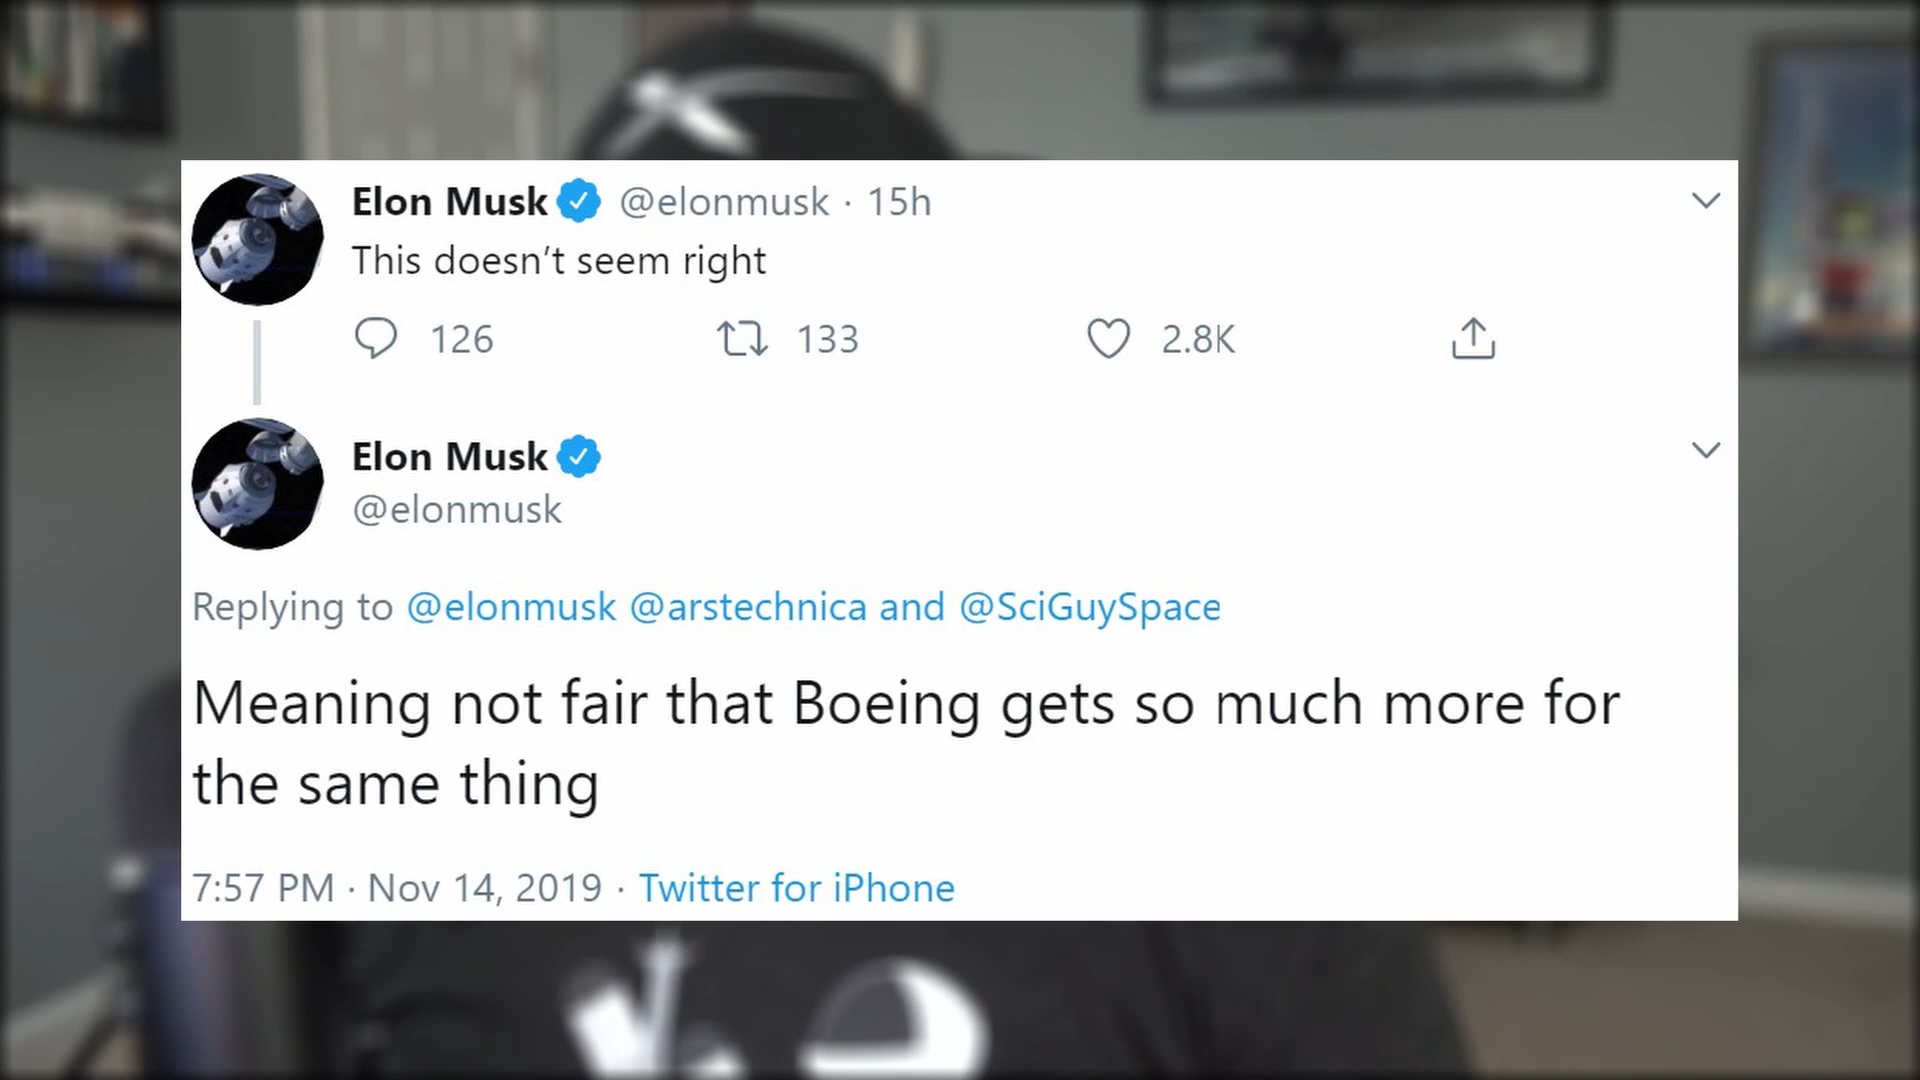 Elon Musk @elonmusk · 15h
This doesn’t seem right
126 133 2.8K
Elon Musk
@elonmusk
Replying to @elonmusk @arstechnica and @SciGuySpace
Meaning not fair that Boeing gets so much more for
the same thing
7:57 PM · Nov 14, 2019 · Twitter for iPhone